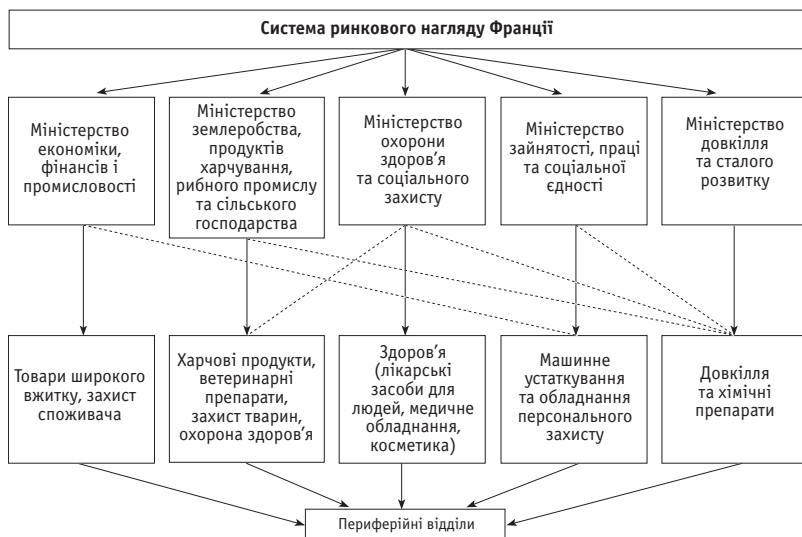 Система ринкового нагляду Франції
Міністерство
економіки,
фінансів і
промисловості
Міністерство
землеробства,
продуктів
харчування,
рибного промислу
та сільського
господарства
Міністерство
охорони
здоров'я
та соціального
захисту
Міністерство
зайнятості, праці
та соціальної
єдності
Міністерство
довкілля
та сталого
розвитку
Товари широкого
вжитку, захист
споживача
Харчові продукти,
ветеринарні
препарати,
захист тварин,
охорона здоров'я
Здоров'я
(лікарські
засоби для
людей, медичне
обладнання,
косметика)
Машинне
устаткування
та обладнання
персонального
захисту
Довкілля
та хімічні
препарати
Периферійні відділи